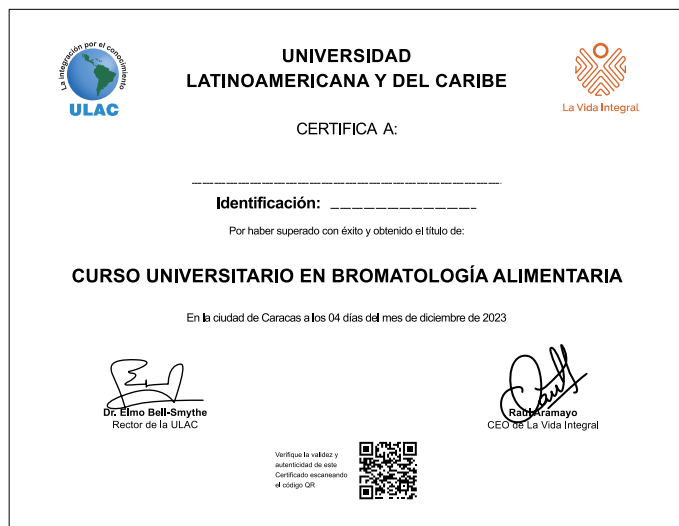 La integración por el conocimiento
ULAC
UNIVERSIDAD
LATINOAMERICANA Y DEL CARIBE
La Vida Integral
CERTIFICA A:
Identificación:
Por haber superado con éxito y obtenido el título de:
CURSO UNIVERSITARIO EN BROMATOLOGÍA ALIMENTARIA
En la ciudad de Caracas a los 04 días del mes de diciembre de 2023
Dr. Elmo Bell-Smythe
Rector de la ULAC
Raúl Aramayo
CEO de La Vida Integral
Verifique la validez y
autenticidad de este
Certificado escaneando
el código QR